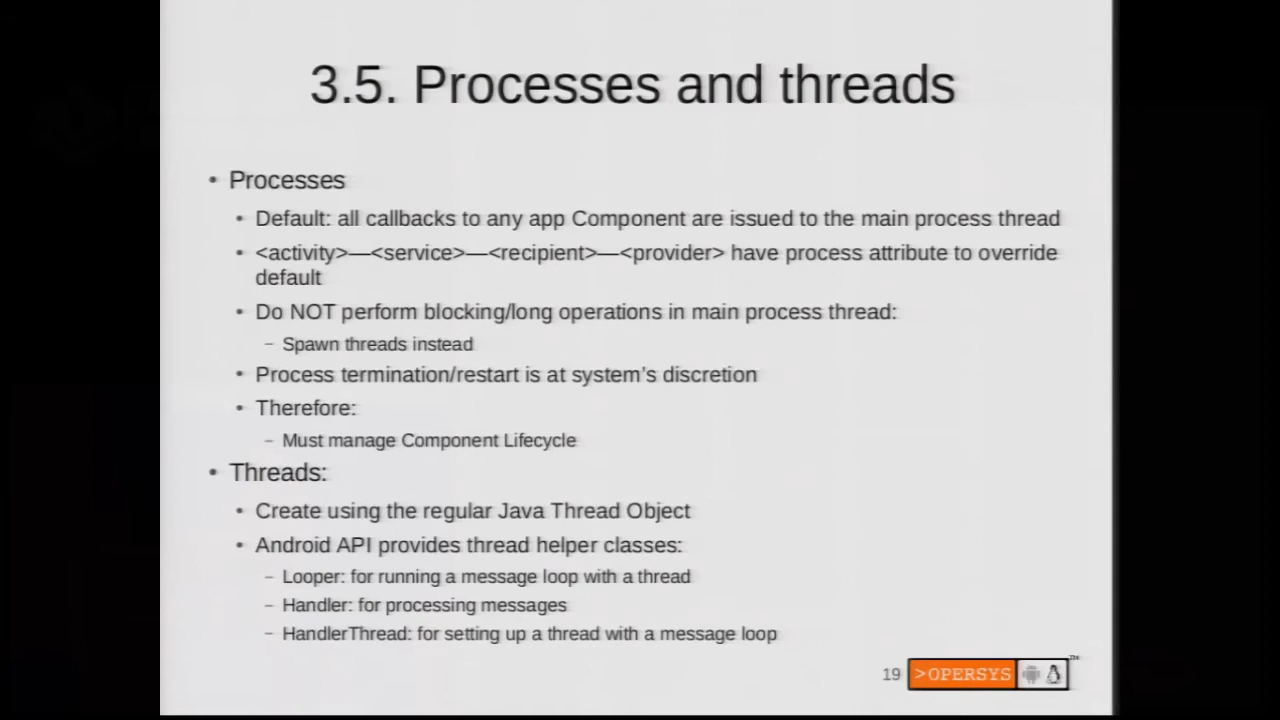 3.5. Processes and threads
• Processes
• Default: all callbacks to any app Component are issued to the main process thread
• <activity>—<service>—<recipient>—<provider> have process attribute to override
default
• Do NOT perform blocking/long operations in main process thread:
– Spawn threads instead
• Process termination/restart is at system's discretion
• Therefore:
– Must manage Component Lifecycle
• Threads:
• Create using the regular Java Thread Object
• Android API provides thread helper classes:
– Looper: for running a message loop with a thread
– Handler: for processing messages
– HandlerThread: for setting up a thread with a message loop
19 >OPERSYS ™